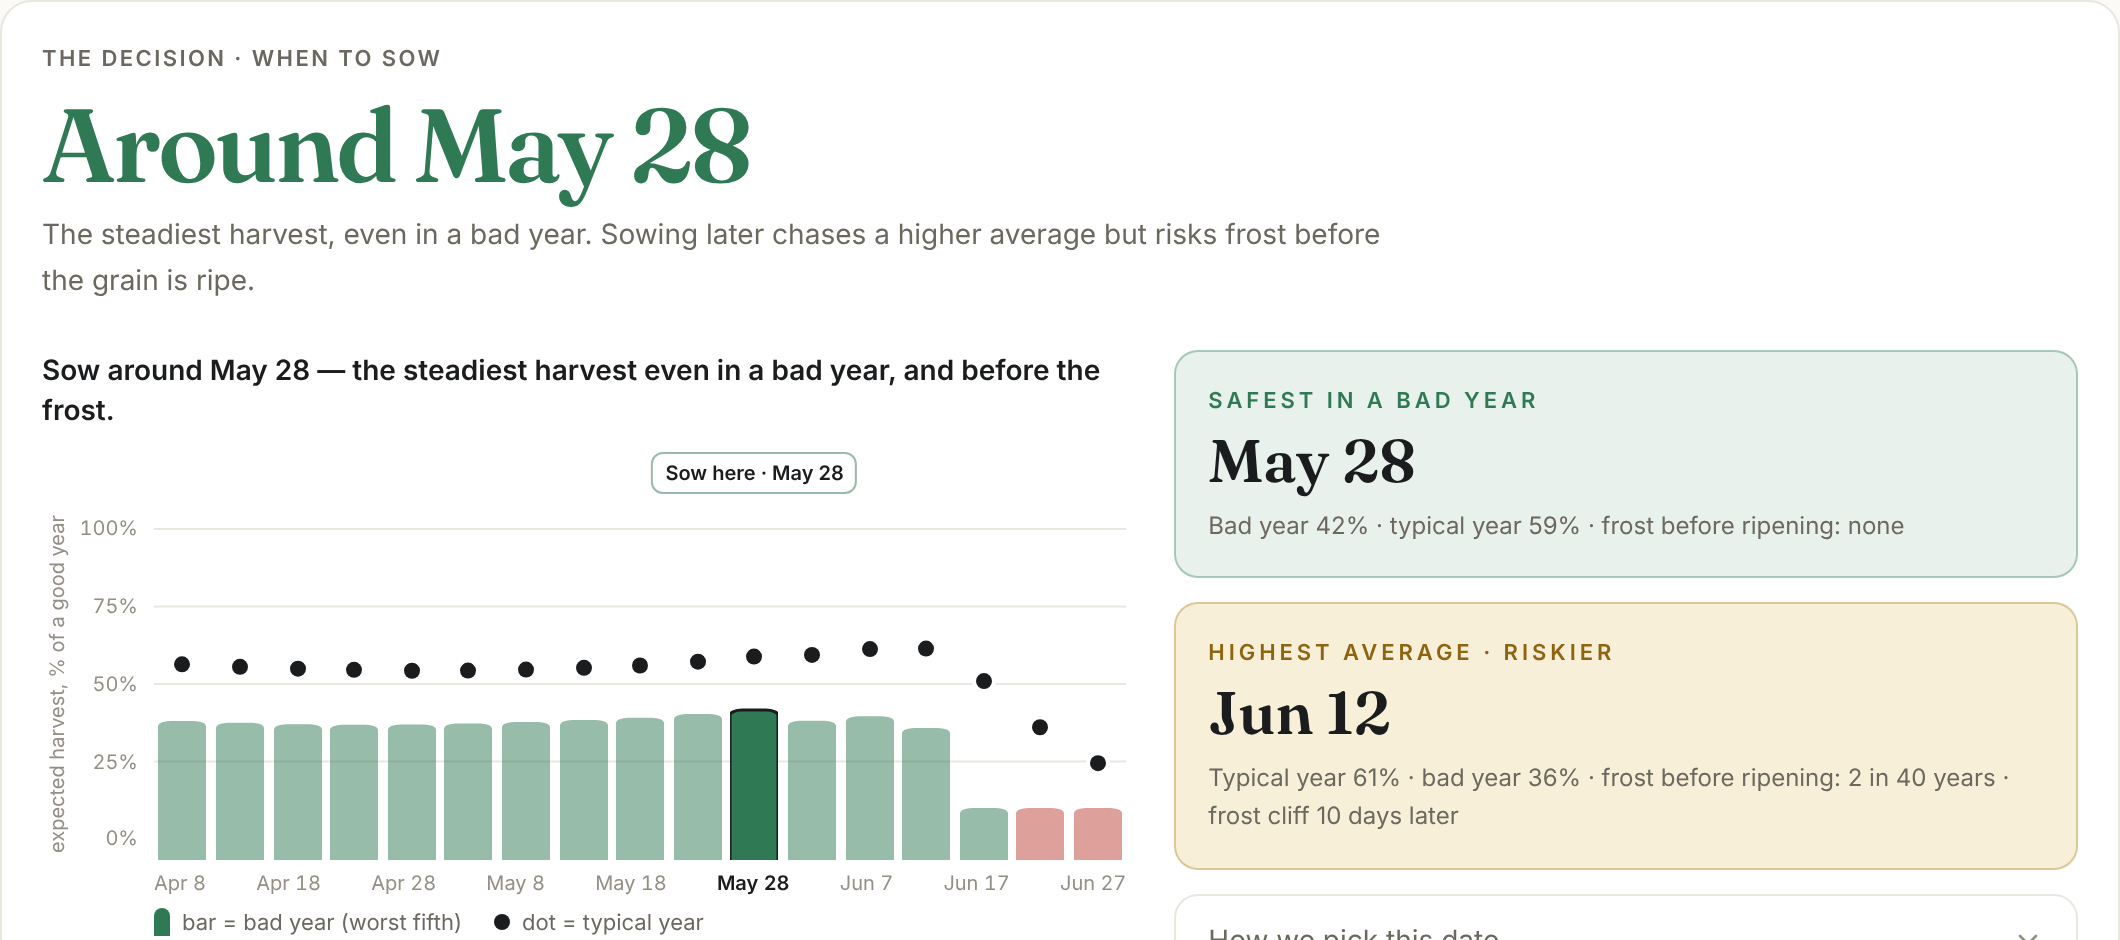 THE DECISION · WHEN TO SOW
Around May 28
The steadiest harvest, even in a bad year. Sowing later chases a higher average but risks frost before
the grain is ripe.
Sow around May 28 — the steadiest harvest even in a bad year, and before the
frost.
Sow here · May 28
expected harvest, % of a good year
100%
75%
50%
25%
0%
Apr 8 Apr 18 Apr 28 May 8 May 18 May 28 Jun 7 Jun 17 Jun 27
bar = bad year (worst fifth) dot = typical year
SAFEST IN A BAD YEAR
May 28
Bad year 42% · typical year 59% · frost before ripening: none
HIGHEST AVERAGE · RISKIER
Jun 12
Typical year 61% · bad year 36% · frost before ripening: 2 in 40 years ·
frost cliff 10 days later
How we pick this date